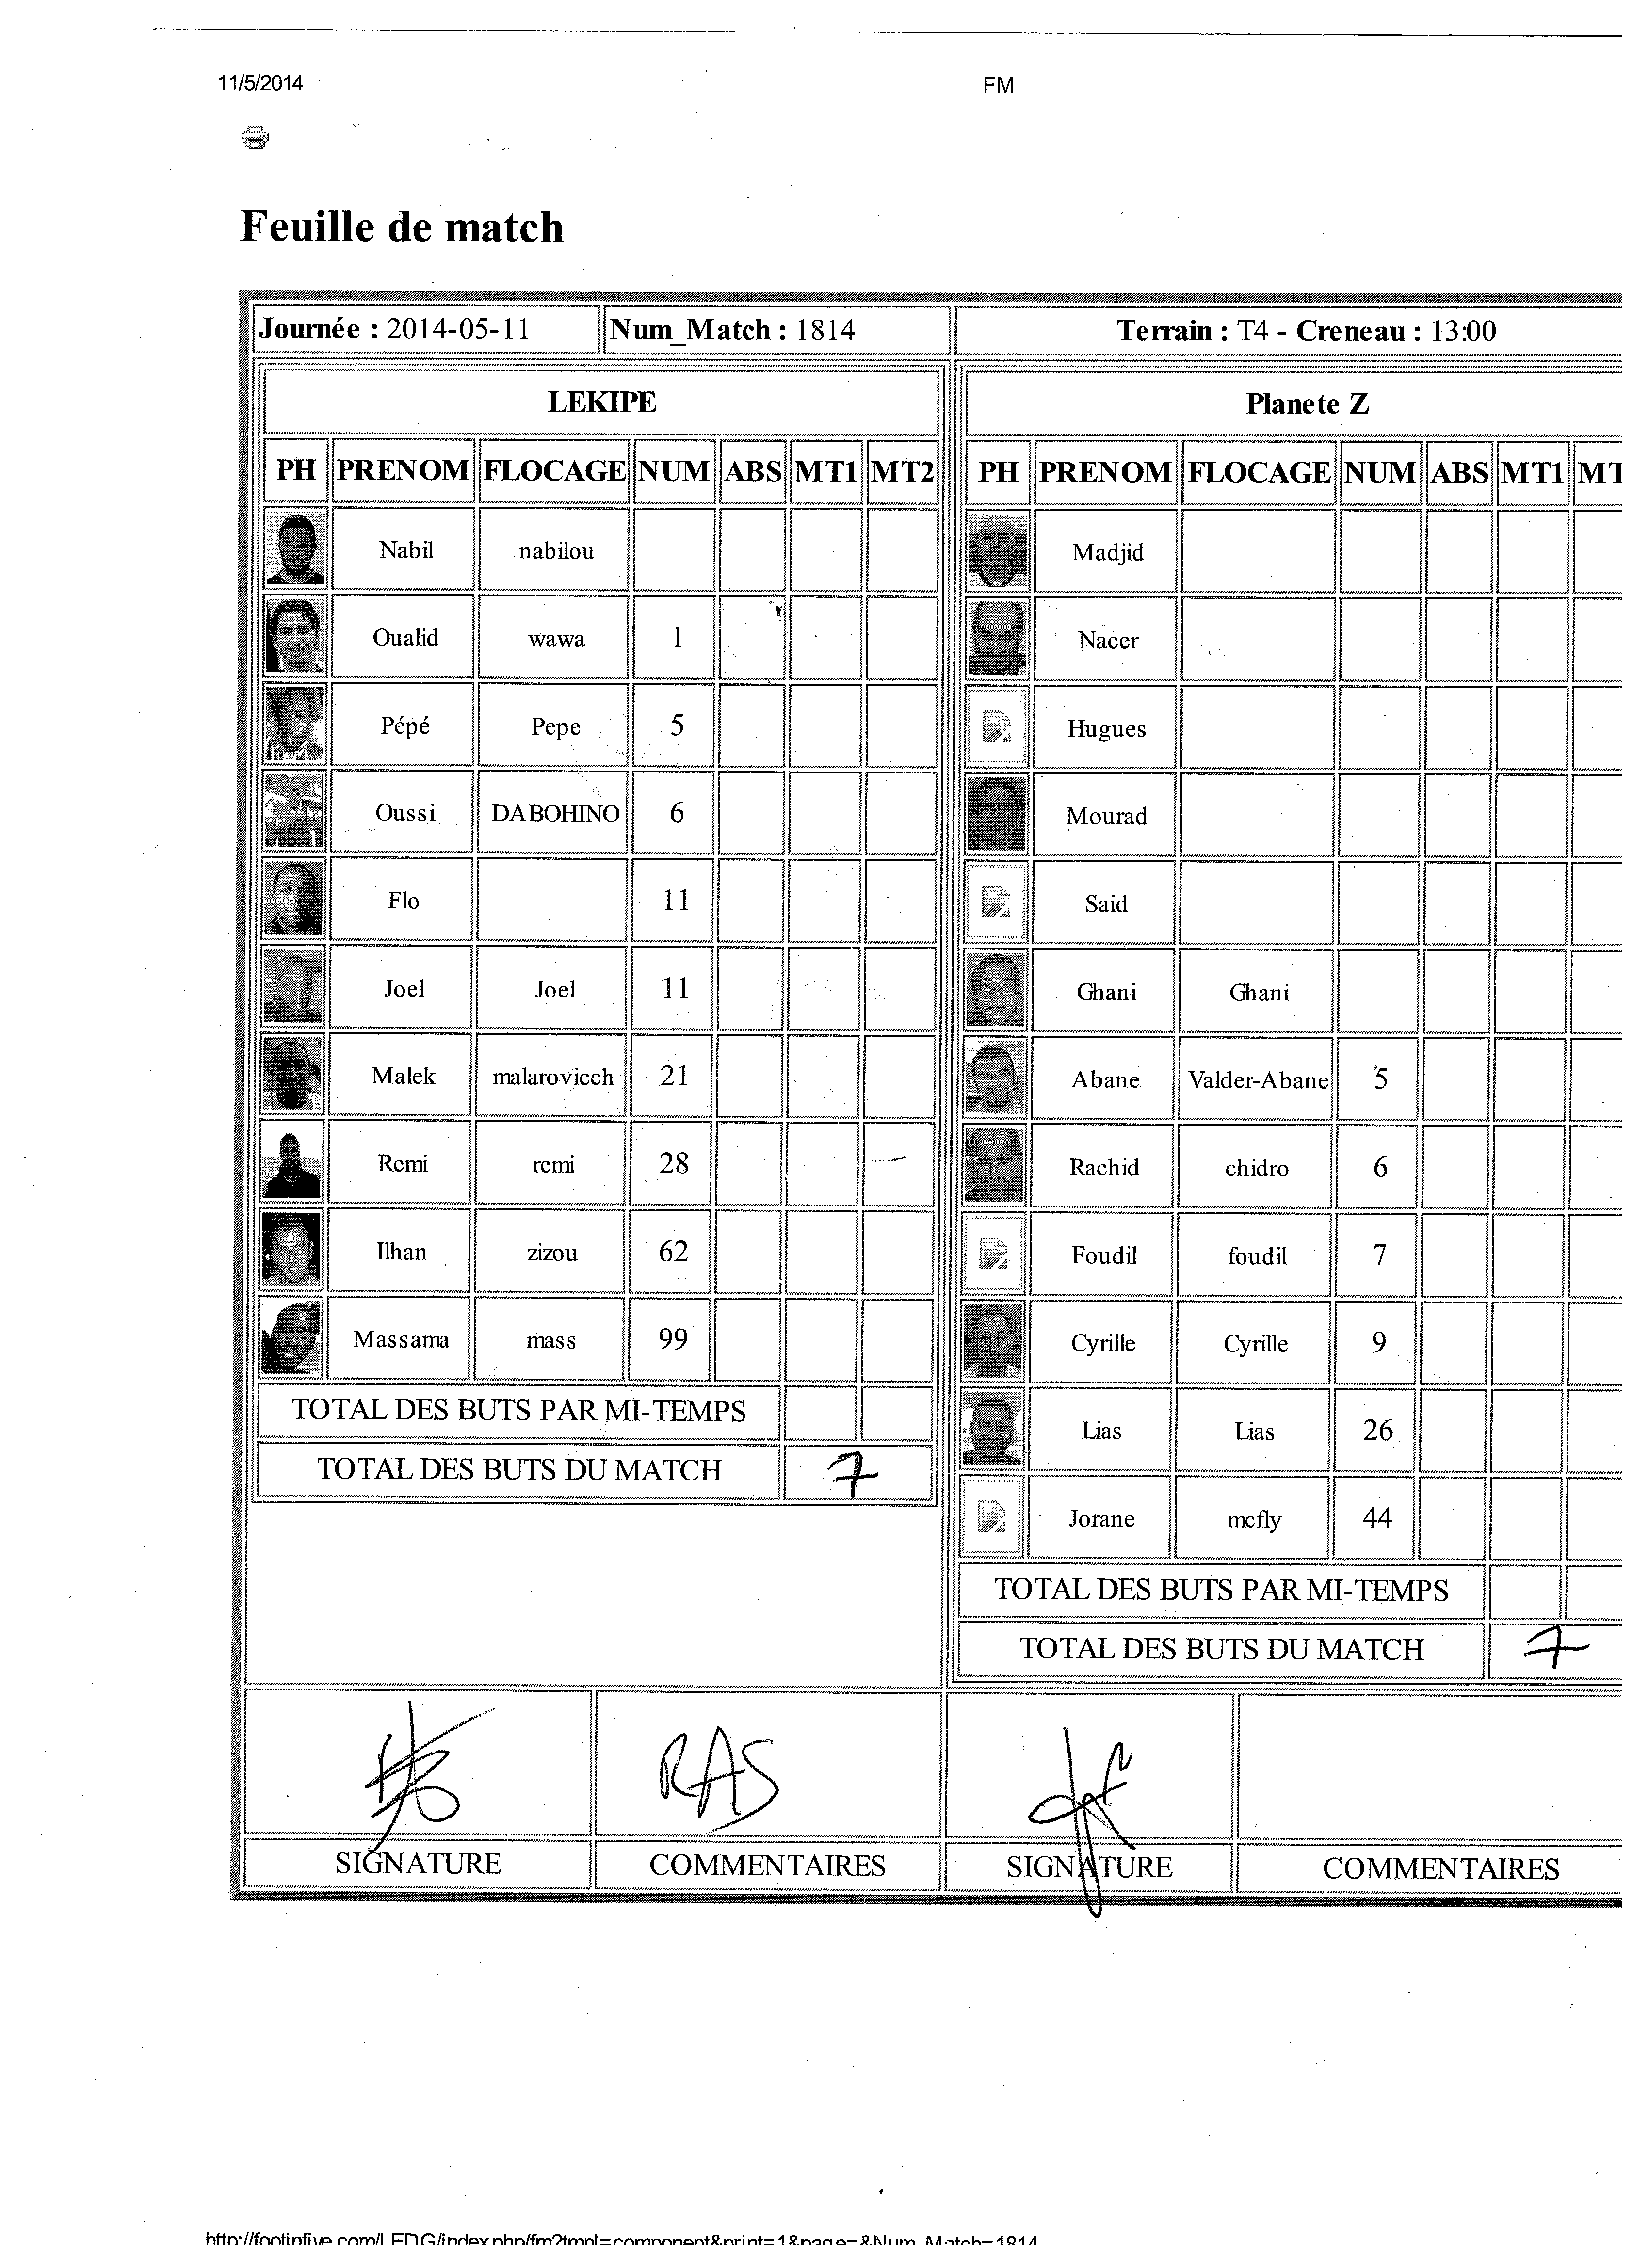 11/5/2014 FM
Feuille de match
Journée : 2014-05-11 Num_Match : 1814 Terrain : T4 - Creneau : 13:00
LEKIPE Planete Z
PH PRENOM FLOCAGE NUM ABS MT1 MT2 PH PRENOM FLOCAGE NUM ABS MT1 MT
Nabil nabilou Madjid
Oualid wawa 1 Nacer
Pépé Pepe 5 Hugues
Oussi DABOHINO 6 Mourad
Flo 11 Said
Joel Joel 11 Ghani Ghani
Malek malarovicch 21 Abane Valder-Abane 5
Remi remi 28 Rachid chidro 6
Ilhan zizou 62 Foudil foudil 7
Massama mass 99 Cyrille Cyrille 9
TOTAL DES BUTS PAR MI-TEMPS Lias Lias 26
TOTAL DES BUTS DU MATCH 7 Jorane mcfly 44
TOTAL DES BUTS PAR MI-TEMPS
TOTAL DES BUTS DU MATCH 7
RAS
SIGNATURE COMMENTAIRES SIGNATURE COMMENTAIRES
http://footinfive.com/LEDG/index.php/fm?tmpl=component&print=1&page=&Num_Match=1814